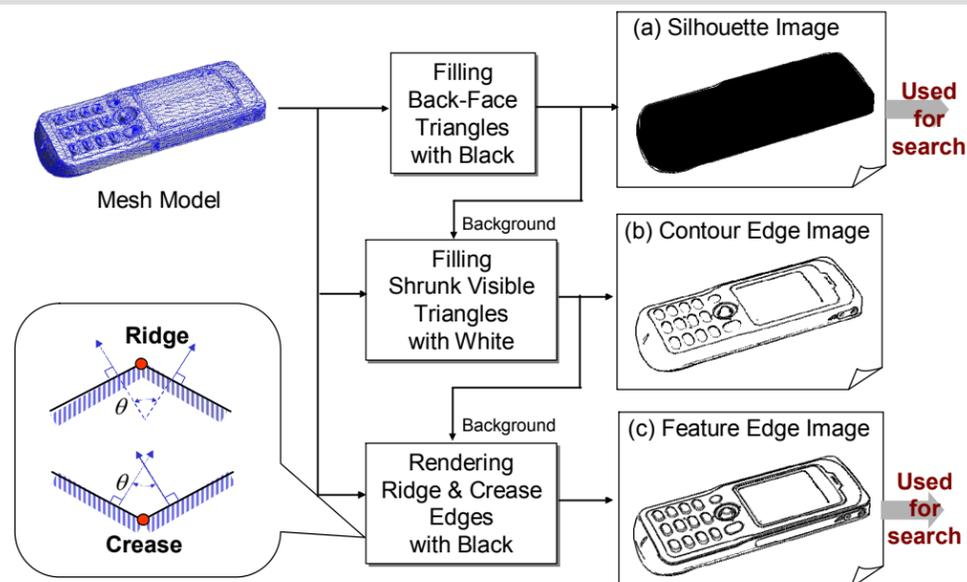 (a) Silhouette Image
Filling
Back-Face
Triangles
with Black
Used
for
search
Mesh Model
Background
(b) Contour Edge Image
Filling
Shrunk Visible
Triangles
with White
Ridge
θ
Background
(c) Feature Edge Image
Rendering
Ridge & Crease
Edges
with Black
θ
Crease
Used
for
search